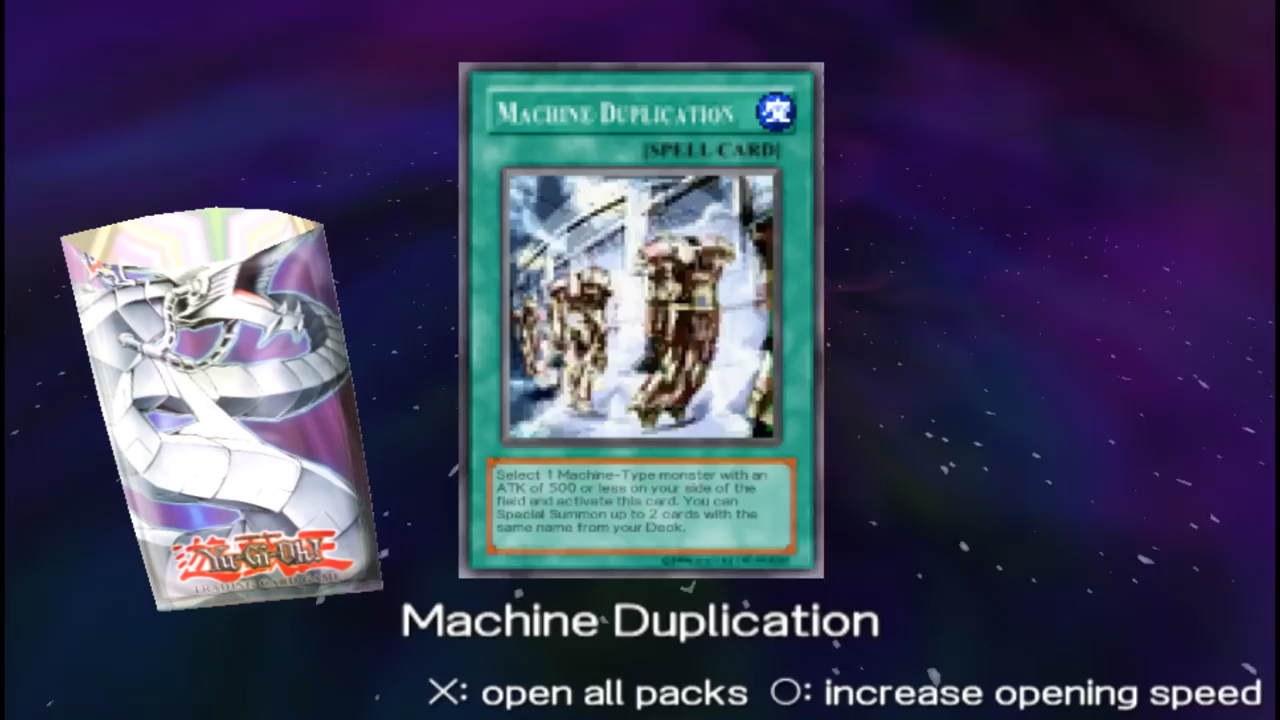 MACHINE DUPLICATION
[SPELL CARD]
Select 1 Machine-Type monster with an
ATK of 500 or less on your side of the
field and activate this card. You can
Special Summon up to 2 cards with the
same name from your Deck.
Yu-Gi-Oh!
TRADING CARD GAME
Machine Duplication
X: open all packs O: increase opening speed